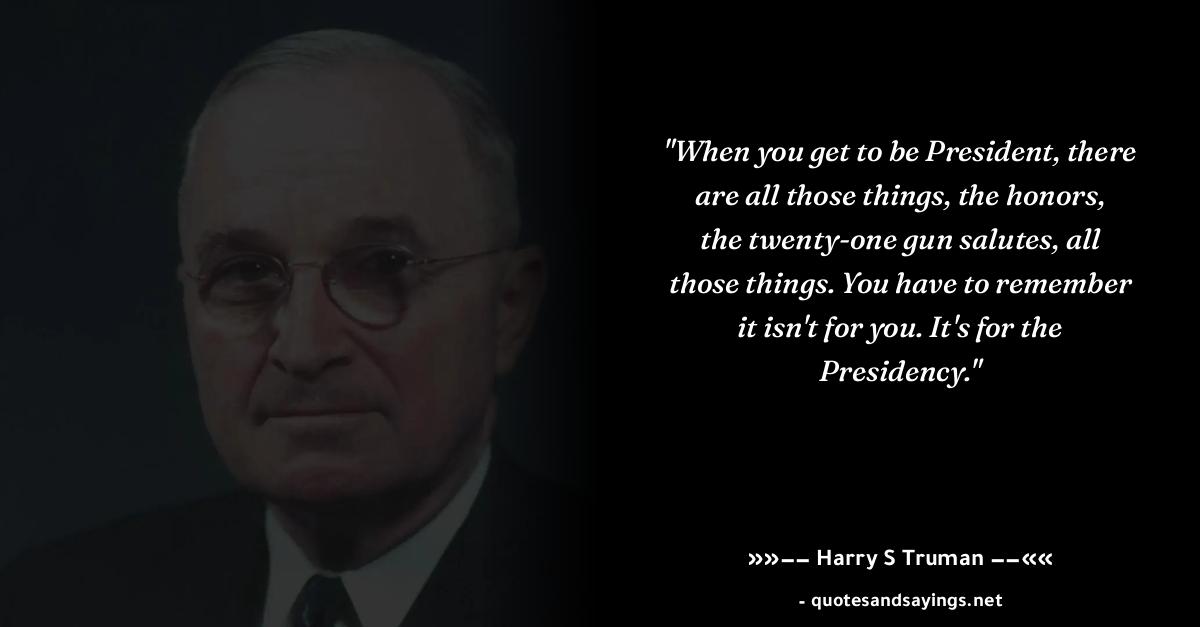 "When you get to be President, there
are all those things, the honors,
the twenty-one gun salutes, all
those things. You have to remember
it isn't for you. It's for the
Presidency."
»»-- Harry S Truman --««
- quotesandsayings.net